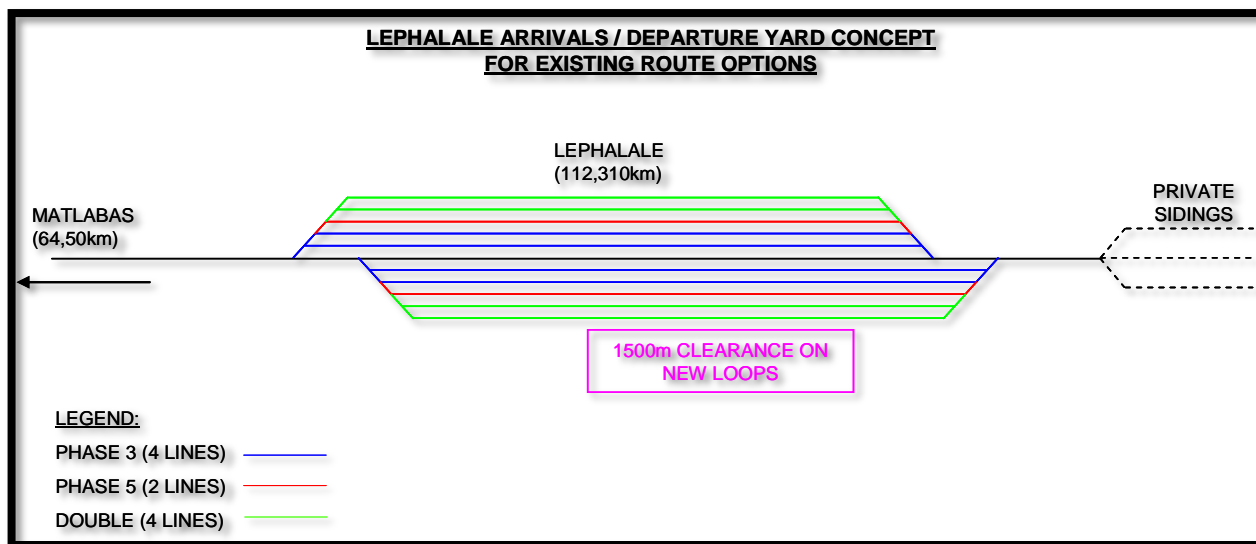 LEPHALALE ARRIVALS / DEPARTURE YARD CONCEPT
FOR EXISTING ROUTE OPTIONS
LEPHALALE
(112,310km)
MATLABAS
(64,50km)
PRIVATE
SIDINGS
1500m CLEARANCE ON
NEW LOOPS
LEGEND:
PHASE 3 (4 LINES)
PHASE 5 (2 LINES)
DOUBLE (4 LINES)